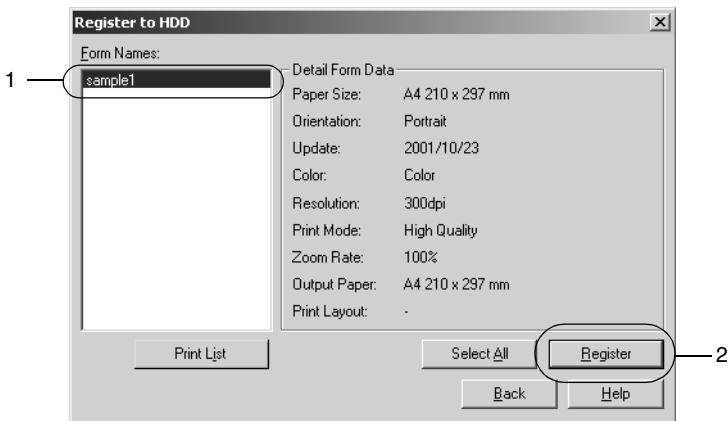 Register to HDD
Form Names:
1
sample1
Detail Form Data
Paper Size: A4 210 x 297 mm
Orientation: Portrait
Update: 2001/10/23
Color: Color
Resolution: 300dpi
Print Mode: High Quality
Zoom Rate: 100%
Output Paper: A4 210 x 297 mm
Print Layout: -
Print List
Select All
Register
2
Back
Help